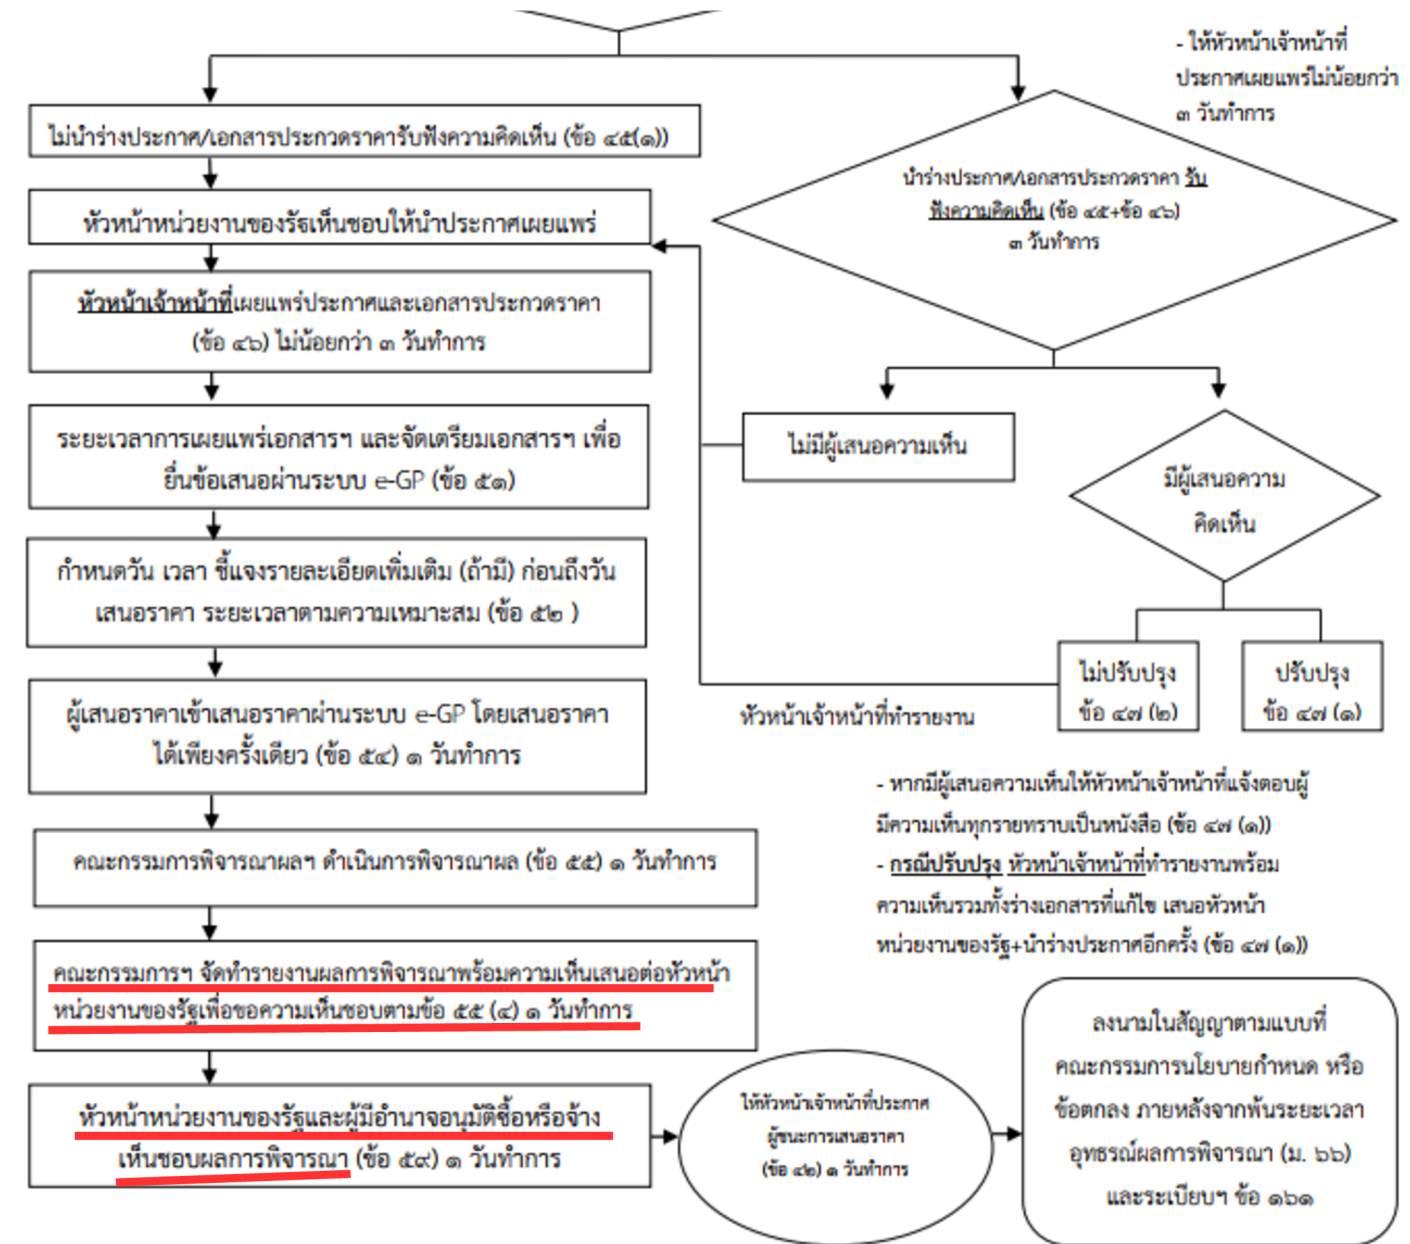 - ให้หัวหน้าเจ้าหน้าที่
ประกาศเผยแพร่ไม่น้อยกว่า
๓ วันทำการ
ไม่นำร่างประกาศ/เอกสารประกวดราคารับฟังความคิดเห็น (ข้อ ๔๕(๑))
หัวหน้าหน่วยงานของรัฐเห็นชอบให้นำประกาศเผยแพร่
หัวหน้าเจ้าหน้าที่เผยแพร่ประกาศและเอกสารประกวดราคา
(ข้อ ๔๖) ไม่น้อยกว่า ๓ วันทำการ
ระยะเวลาการเผยแพร่เอกสารฯ และจัดเตรียมเอกสารฯ เพื่อ
ยื่นข้อเสนอผ่านระบบ e-GP (ข้อ ๕๑)
กำหนดวัน เวลา ชี้แจงรายละเอียดเพิ่มเติม (ถ้ามี) ก่อนถึงวัน
เสนอราคา ระยะเวลาตามความเหมาะสม (ข้อ ๕๒ )
ผู้เสนอราคาเข้าเสนอราคาผ่านระบบ e-GP โดยเสนอราคา
ได้เพียงครั้งเดียว (ข้อ ๕๔) ๑ วันทำการ
คณะกรรมการพิจารณาผลฯ ดำเนินการพิจารณาผล (ข้อ ๕๕) ๑ วันทำการ
คณะกรรมการฯ จัดทำรายงานผลการพิจารณาพร้อมความเห็นเสนอต่อหัวหน้า
หน่วยงานของรัฐเพื่อขอความเห็นชอบตามข้อ ๕๕ (๔) ๑ วันทำการ
หัวหน้าหน่วยงานของรัฐและผู้มีอำนาจอนุมัติซื้อหรือจ้าง
เห็นชอบผลการพิจารณา (ข้อ ๕๙) ๑ วันทำการ
นำร่างประกาศ/เอกสารประกวดราคา รับ
ฟังความคิดเห็น (ข้อ ๔๕+ข้อ ๔๖)
๓ วันทำการ
ไม่มีผู้เสนอความเห็น
มีผู้เสนอความ
คิดเห็น
ไม่ปรับปรุง
ข้อ ๔๗ (๒)
ปรับปรุง
ข้อ ๔๗ (๑)
หัวหน้าเจ้าหน้าที่ทำรายงาน
- หากมีผู้เสนอความเห็นให้หัวหน้าเจ้าหน้าที่แจ้งตอบผู้
มีความเห็นทุกรายทราบเป็นหนังสือ (ข้อ ๔๗ (๑))
- กรณีปรับปรุง หัวหน้าเจ้าหน้าที่ทำรายงานพร้อม
ความเห็นรวมทั้งร่างเอกสารที่แก้ไข เสนอหัวหน้า
หน่วยงานของรัฐ+นำร่างประกาศอีกครั้ง (ข้อ ๔๗ (๑))
ให้หัวหน้าเจ้าหน้าที่ประกาศ
ผู้ชนะการเสนอราคา
(ข้อ ๔๒) ๑ วันทำการ
ลงนามในสัญญาตามแบบที่
คณะกรรมการนโยบายกำหนด หรือ
ข้อตกลง ภายหลังจากพ้นระยะเวลา
อุทธรณ์ผลการพิจารณา (ม. ๖๖)
และระเบียบฯ ข้อ ๑๖๑